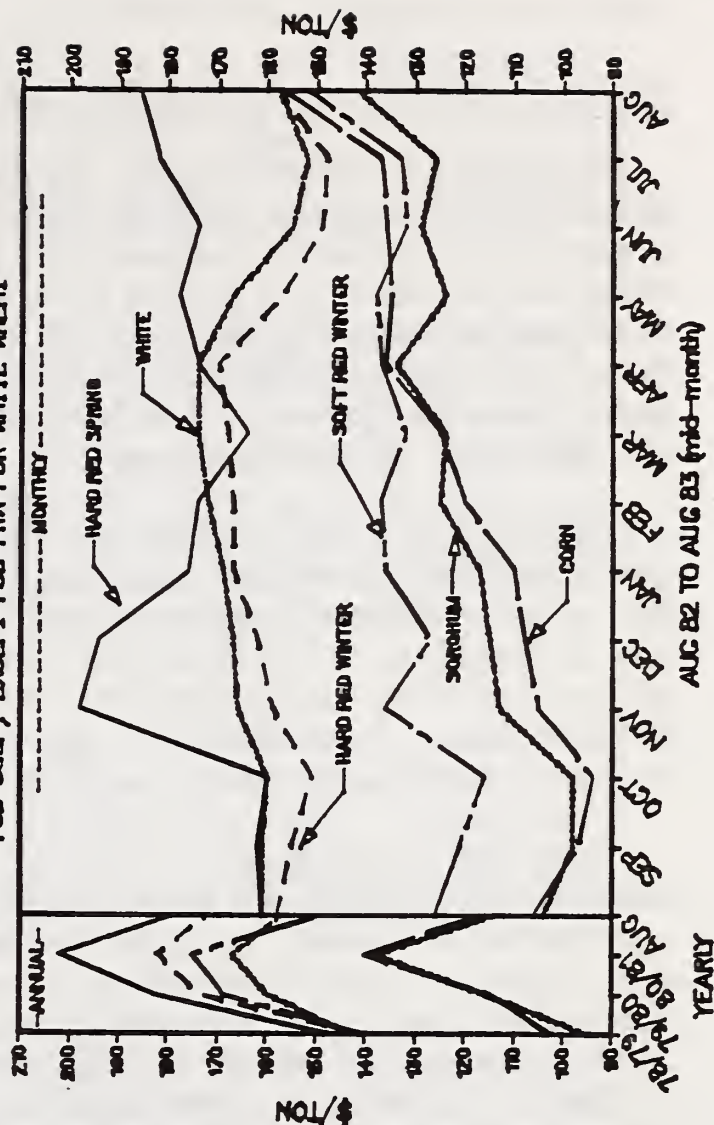 ANNUAL
MONTHLY
HARD RED SPRING
WHITE
SOFT RED WINTER
HARD RED WINTER
SORGHUM
CORN
$/TON
210
200
190
180
170
160
150
140
130
120
110
100
90
$/TON
210
200
190
180
170
160
150
140
130
120
110
100
90
78/79
79/80
80/81
AUG
SEP
OCT
NOV
DEC
JAN
FEB
MAR
APR
MAY
JUN
JUL
AUG
YEARLY
AUG 82 TO AUG 83 (mid-month)